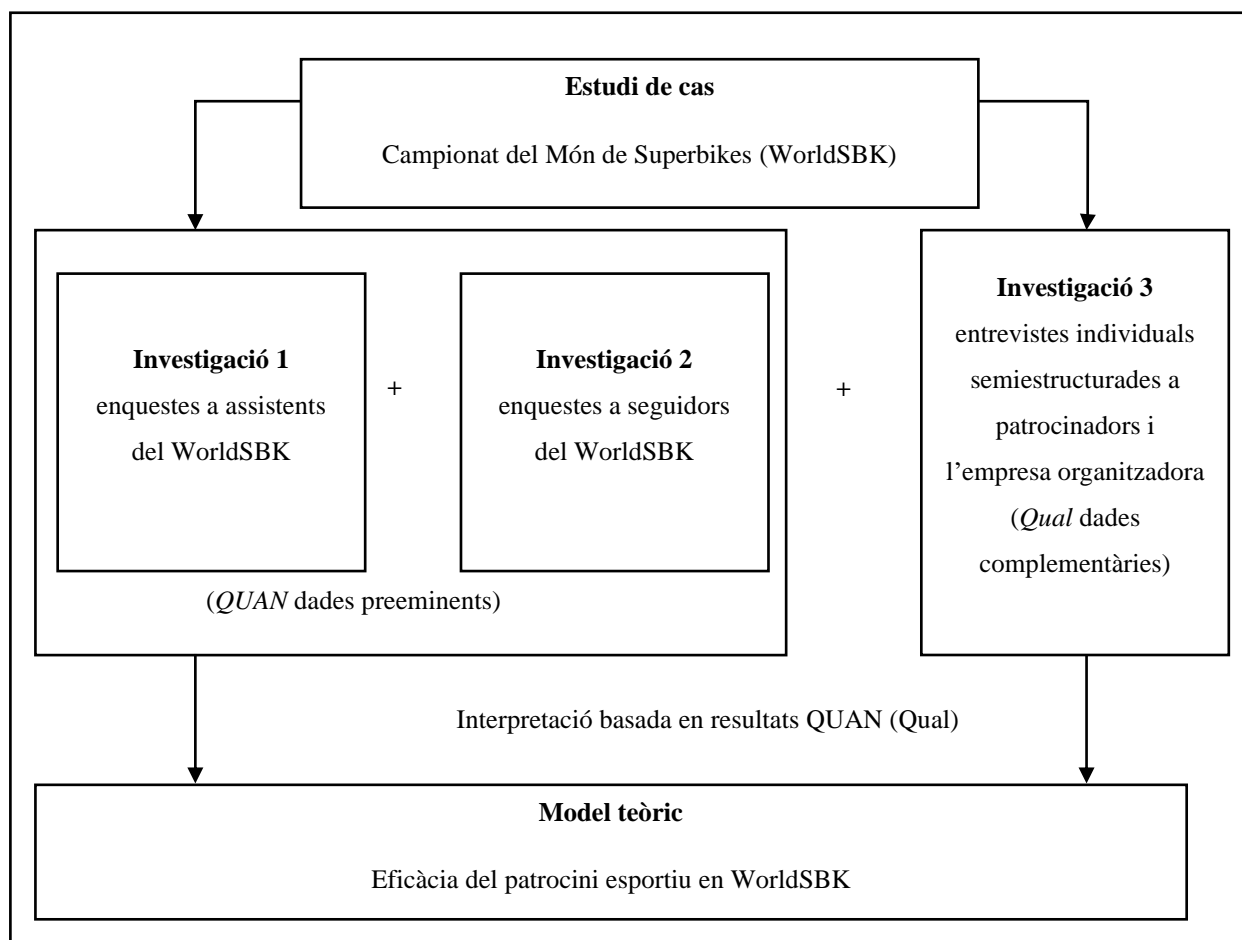 Estudi de cas
Campionat del Món de Superbikes (WorldSBK)
Investigació 1
enquestes a assistents
del WorldSBK
+
Investigació 2
enquestes a seguidors
del WorldSBK
(QUAN dades preeminents)
+
Investigació 3
entrevistes individuals
semiestructurades a
patrocinadors i
l’empresa organitzadora
(Qual dades
complementàries)
Interpretació basada en resultats QUAN (Qual)
Model teòric
Eficàcia del patrocini esportiu en WorldSBK